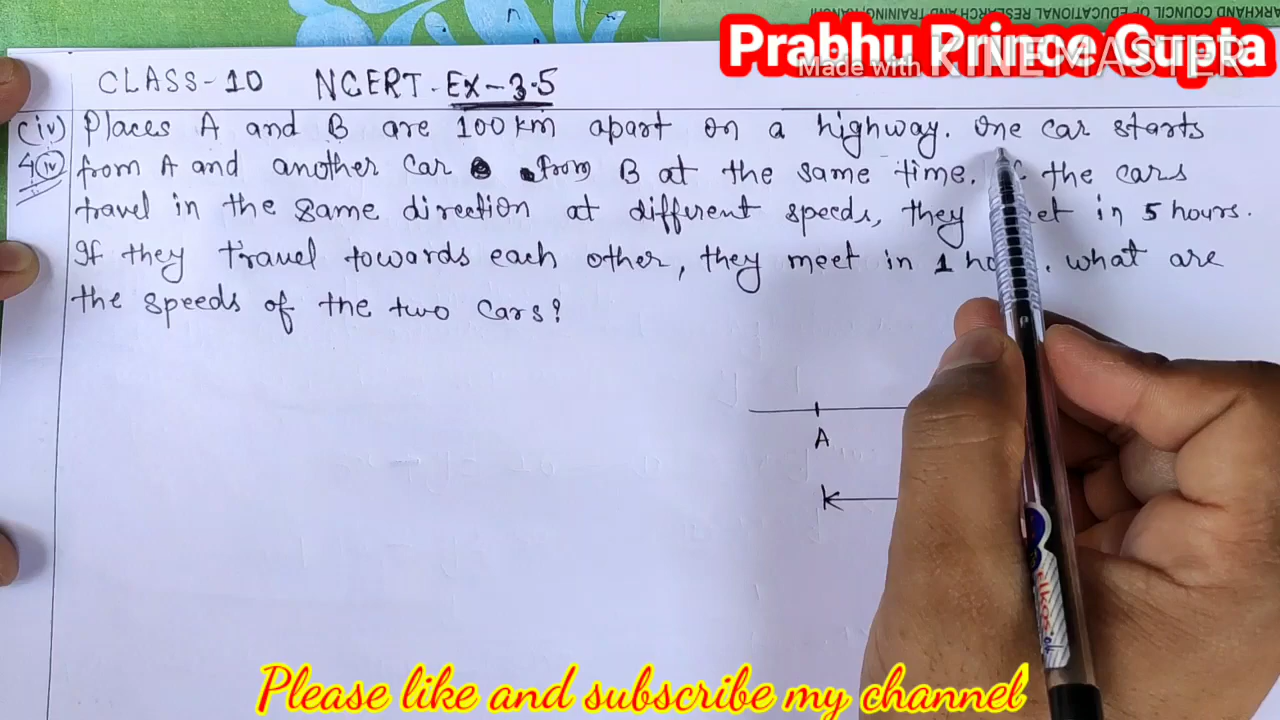 ARKHAND COUNCIL OF EDUCATIONAL RESEARCH AND TRAINING, RANCHI
Prabhu Prince Gupta
Made with KINEMASTER
CLASS-10 NCERT- EX-3.5
(iv) Places A and B are 100 km apart on a highway. One car starts
4(iv) from A and another car from B at the same time. the cars
travel in the same direction at different speeds, they et in 5 hours.
If they travel towards each other, they meet in 1 ho . what are
the speeds of the two cars?
A
Elkos
Please like and subscribe my channel